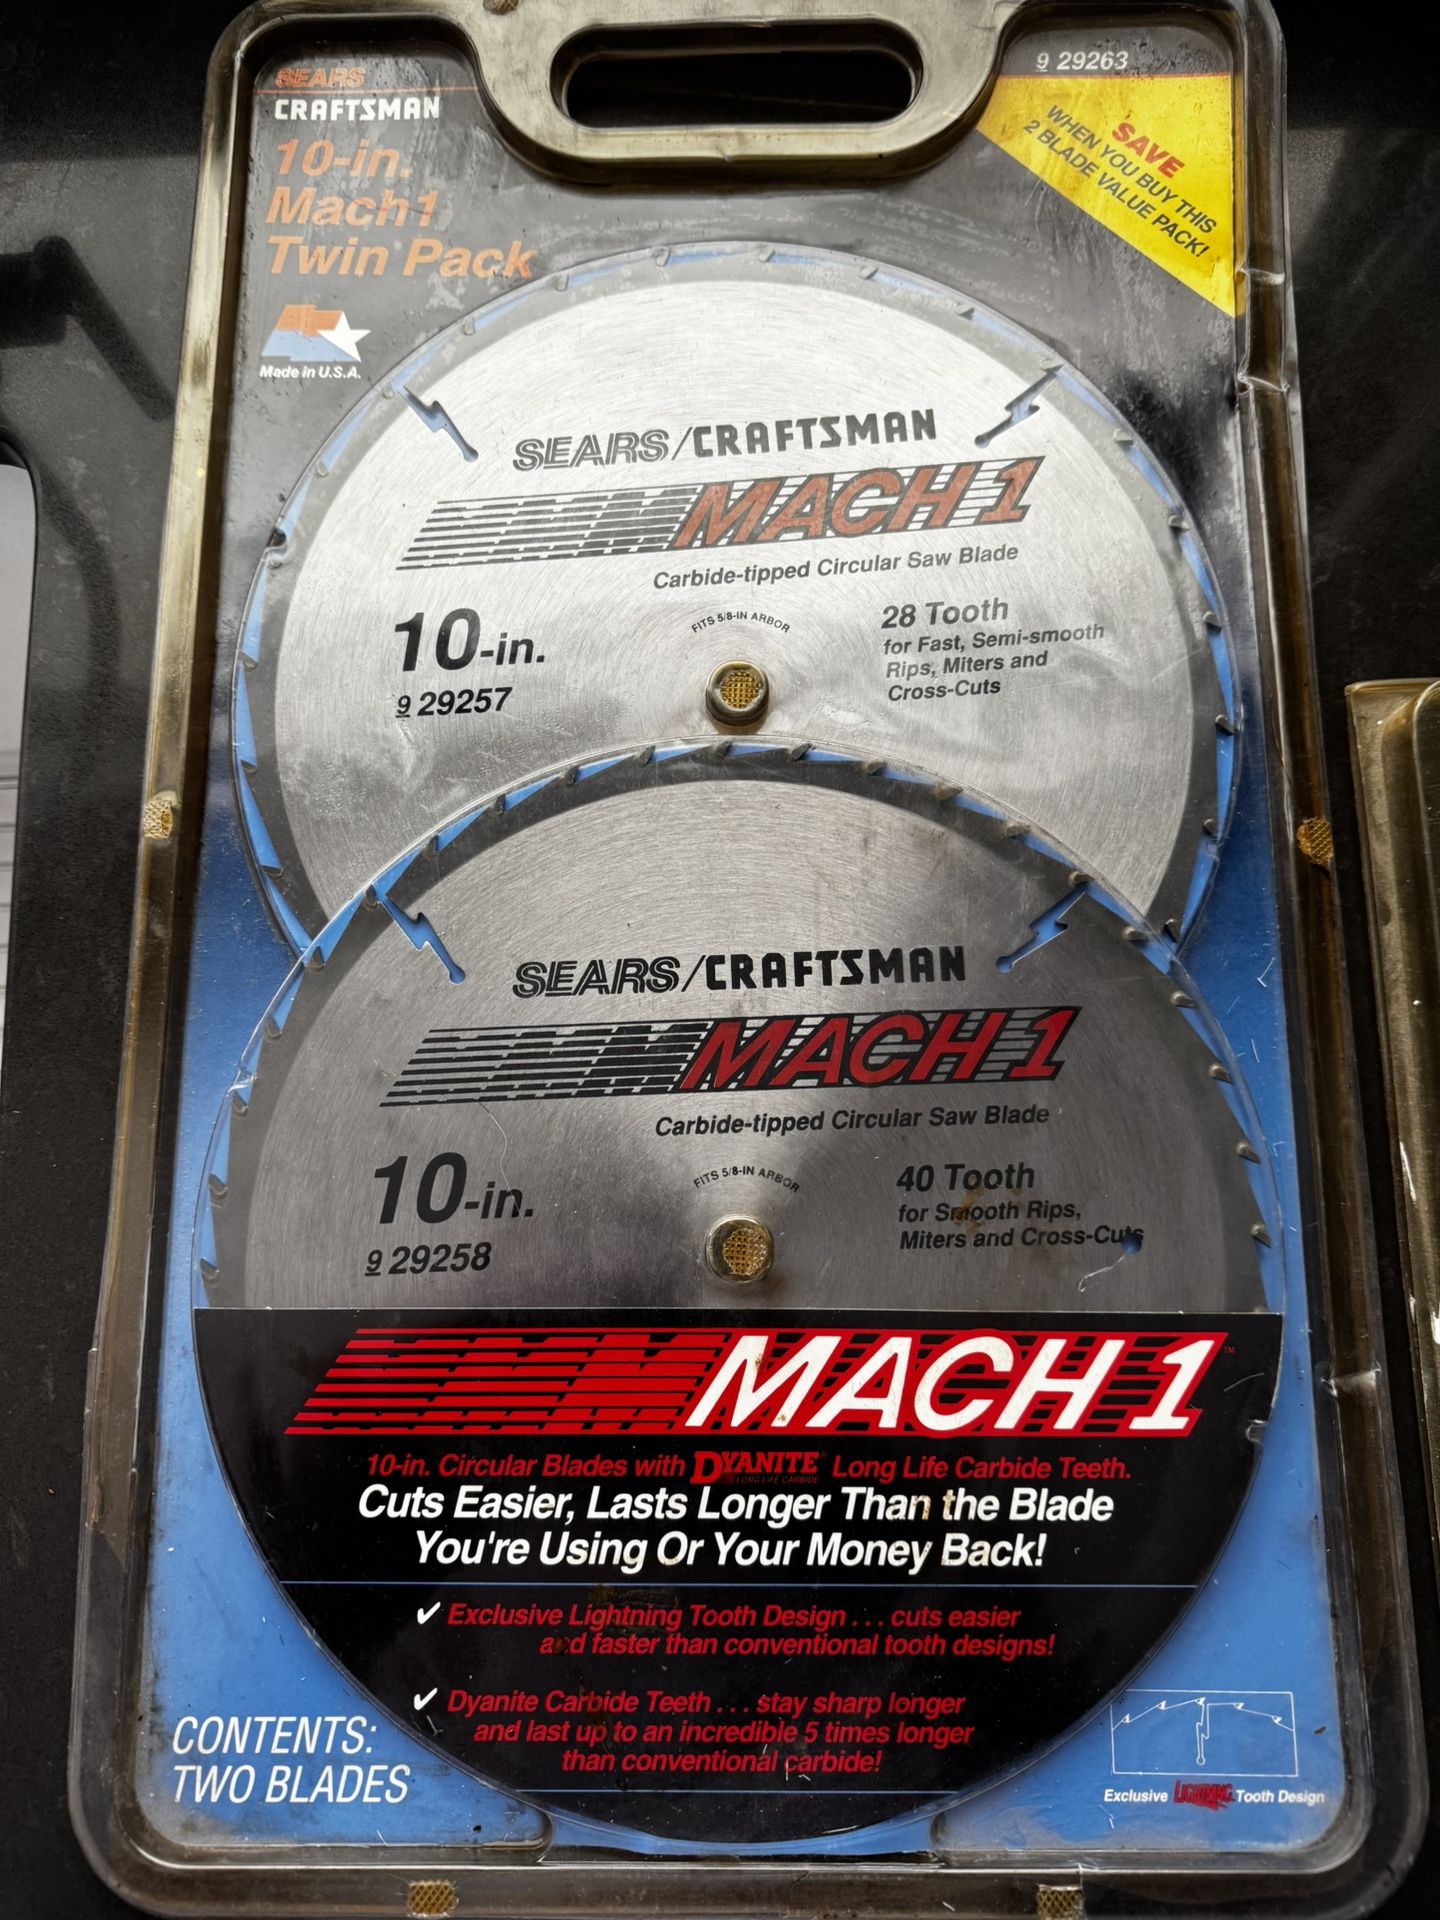 SEARS
CRAFTSMAN
10-in.
Mach1
Twin Pack
Made in U.S.A.
9 29263
SAVE
WHEN YOU BUY THIS
2 BLADE VALUE PACK!
SEARS/CRAFTSMAN
MACH 1
Carbide-tipped Circular Saw Blade
FITS 5/8-IN ARBOR
10-in.
9 29257
28 Tooth
for Fast, Semi-smooth
Rips, Miters and
Cross-Cuts
SEARS/CRAFTSMAN
MACH 1
Carbide-tipped Circular Saw Blade
FITS 5/8-IN ARBOR
10-in.
9 29258
40 Tooth
for Smooth Rips,
Miters and Cross-Cuts
MACH 1™
10-in. Circular Blades with DYANITE LONG LIFE CARBIDE Long Life Carbide Teeth.
Cuts Easier, Lasts Longer Than the Blade
You're Using Or Your Money Back!
✓ Exclusive Lightning Tooth Design . . . cuts easier
and faster than conventional tooth designs!
✓ Dyanite Carbide Teeth . . . stay sharp longer
and last up to an incredible 5 times longer
than conventional carbide!
CONTENTS:
TWO BLADES
Exclusive LIGHTNING Tooth Design